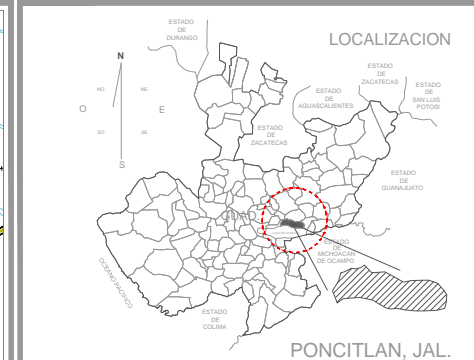 LOCALIZACION
ESTADO
DE
DURANGO
N
NO
NE
O
E
SO
SE
S
ESTADO
DE
ZACATECAS
ESTADO
DE
SAN LUIS
POTOSI
ESTADO
DE
AGUASCALIENTES
ESTADO
DE
ZACATECAS
ESTADO
DE
GUANAJUATO
GUAD.
ESTADO
DE
MICHOACAN
DE OCAMPO
OCEANO PACIFICO
ESTADO
DE
COLIMA
PONCITLAN, JAL.